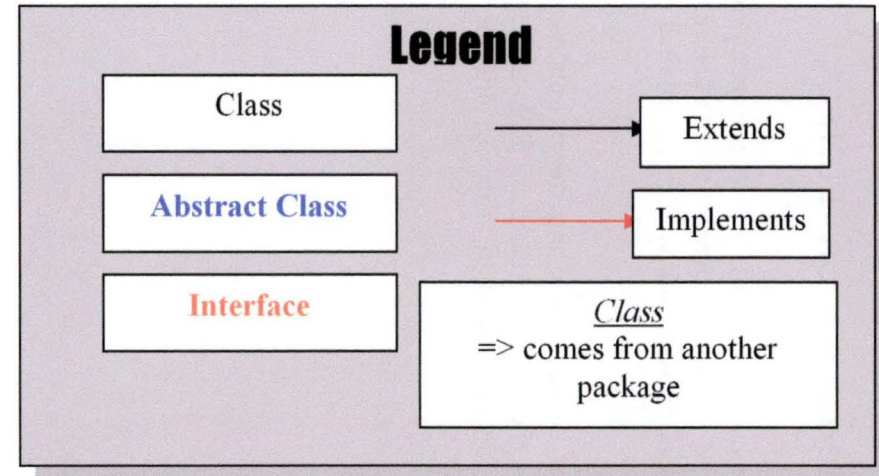 Legend
Class
Extends
Abstract Class
Implements
Interface
Class
=> comes from another
package